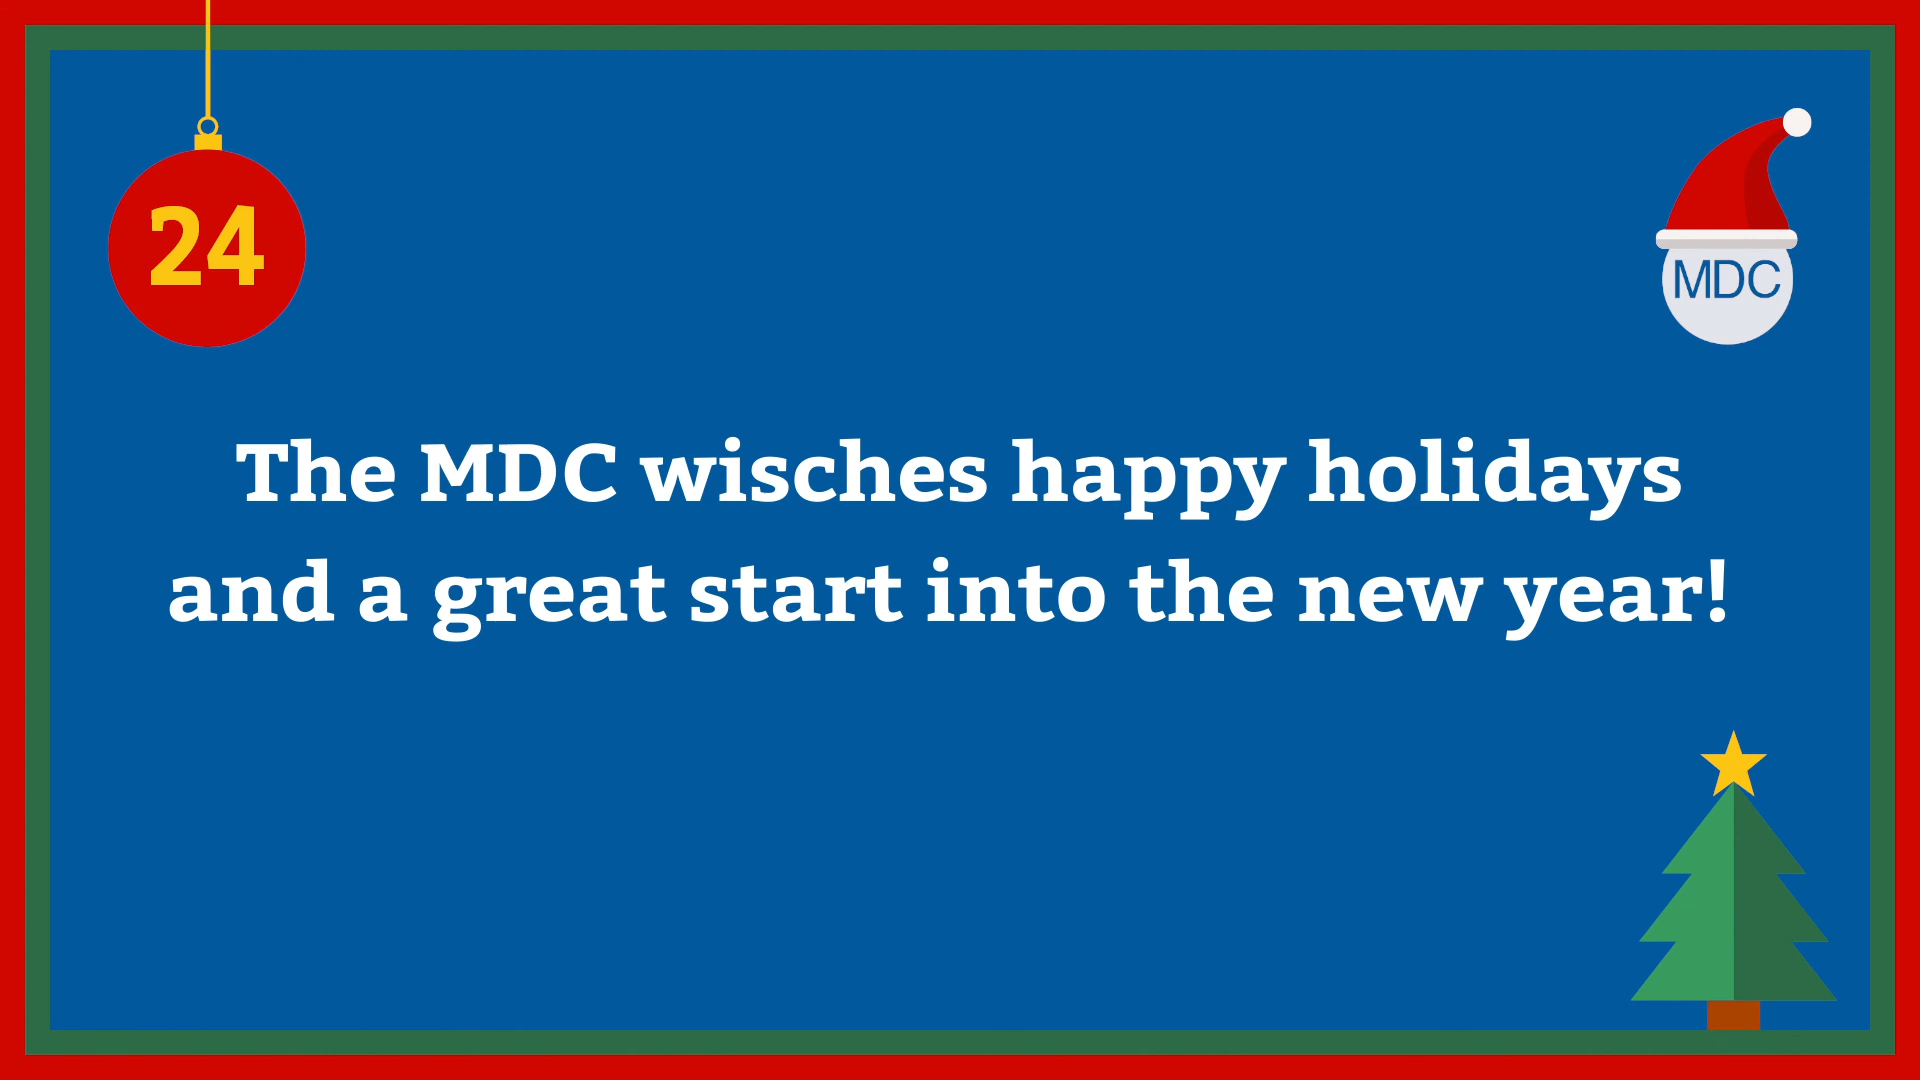 24
MDC
The MDC wisches happy holidays
and a great start into the new year!